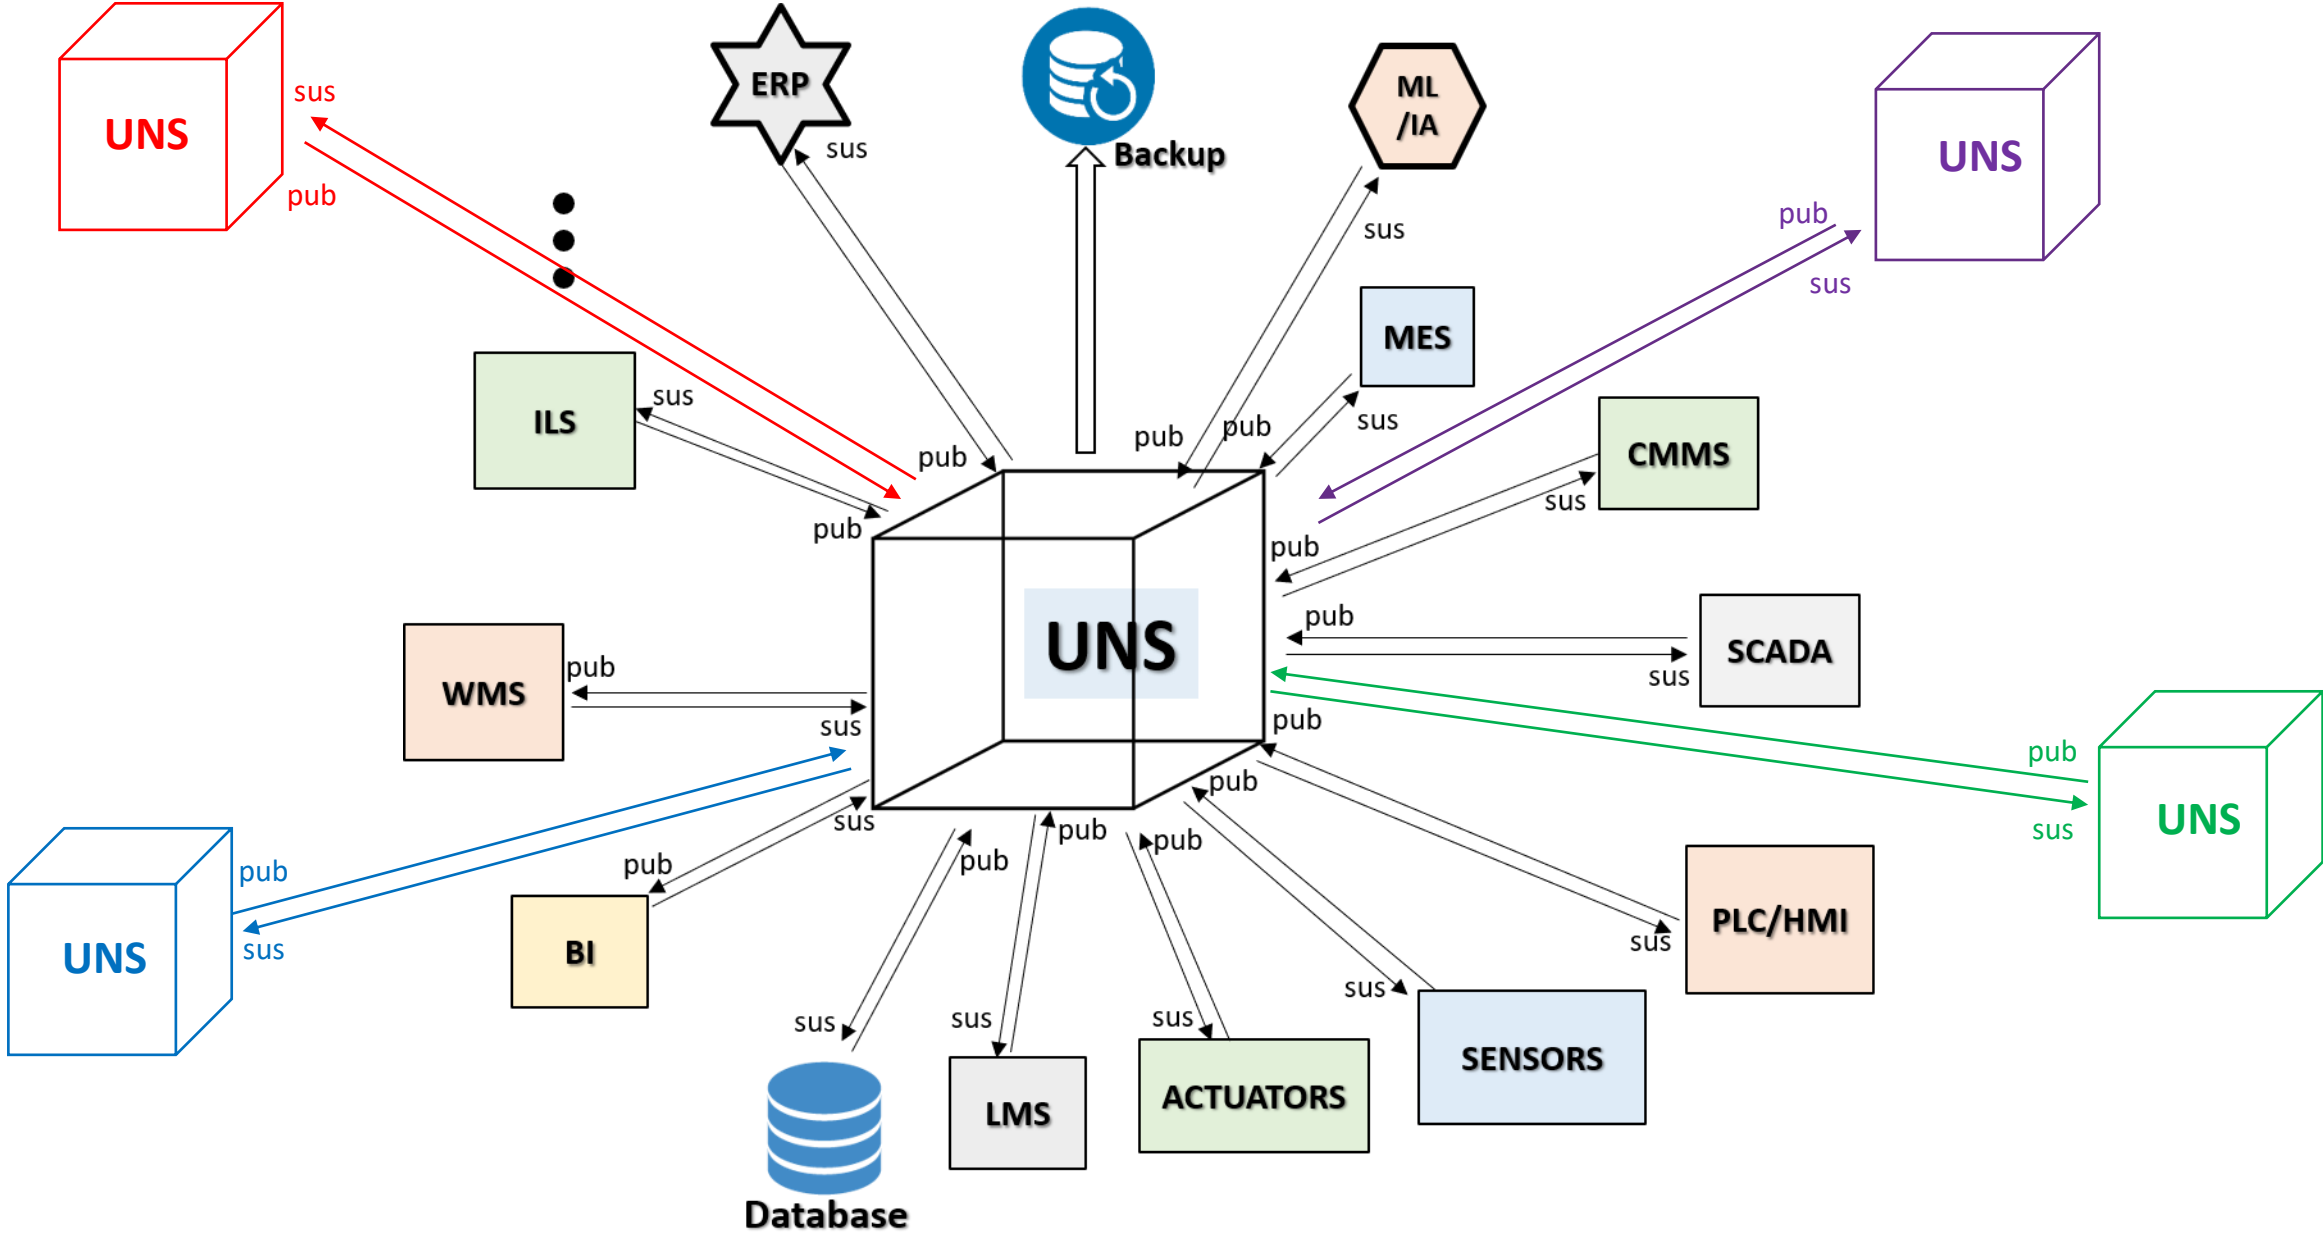 ERP
sus
Backup
ML
/IA
sus
UNS
sus
pub
UNS
pub
sus
MES
sus
pub
pub
ILS
sus
pub
pub
CMMS
sus
pub
UNS
pub
SCADA
sus
WMS
pub
sus
pub
pub
sus
UNS
pub
sus
UNS
pub
sus
BI
pub
sus
pub
pub
pub
PLC/HMI
sus
sus
sus
sus
sus
SENSORS
ACTUATORS
LMS
Database